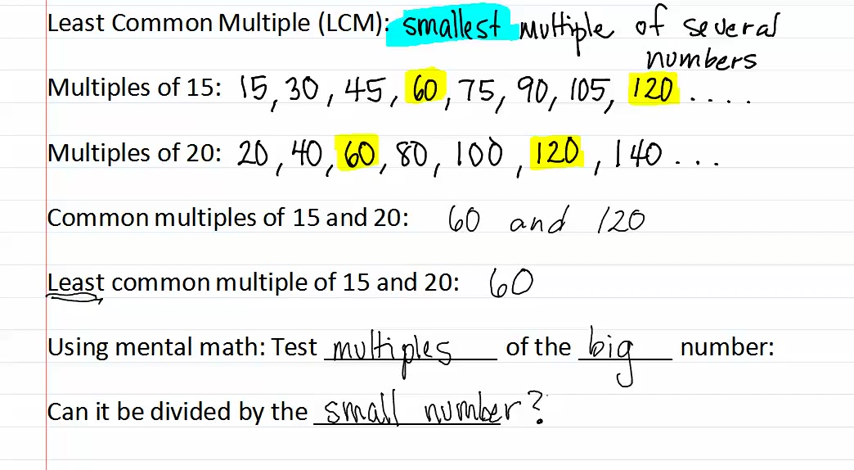 Least Common Multiple (LCM): smallest multiple of several
numbers
Multiples of 15: 15, 30, 45, 60, 75, 90, 105, 120 ....
Multiples of 20: 20, 40, 60, 80, 100, 120, 140 ...
Common multiples of 15 and 20: 60 and 120
Least common multiple of 15 and 20: 60
Using mental math: Test multiples of the big number:
Can it be divided by the small number?